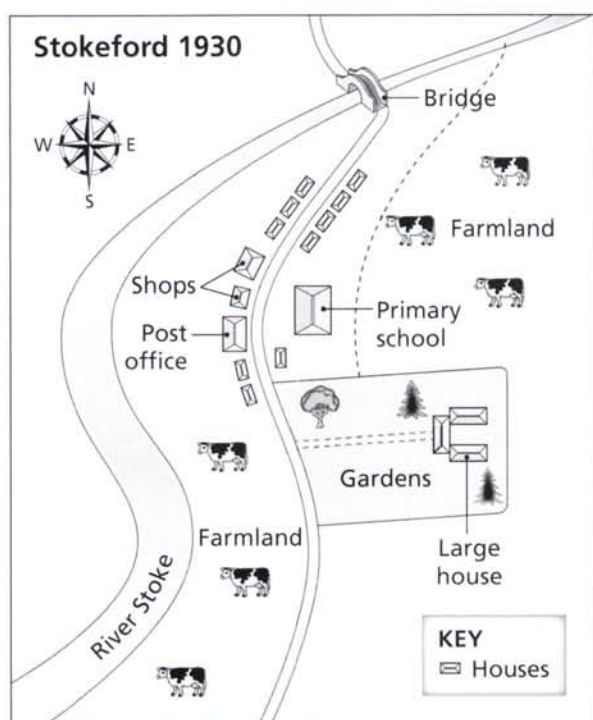 Stokeford 1930
N
W
E
S
Bridge
Farmland
Shops
Primary
school
Post
office
Gardens
Farmland
Large
house
River Stoke
KEY
Houses